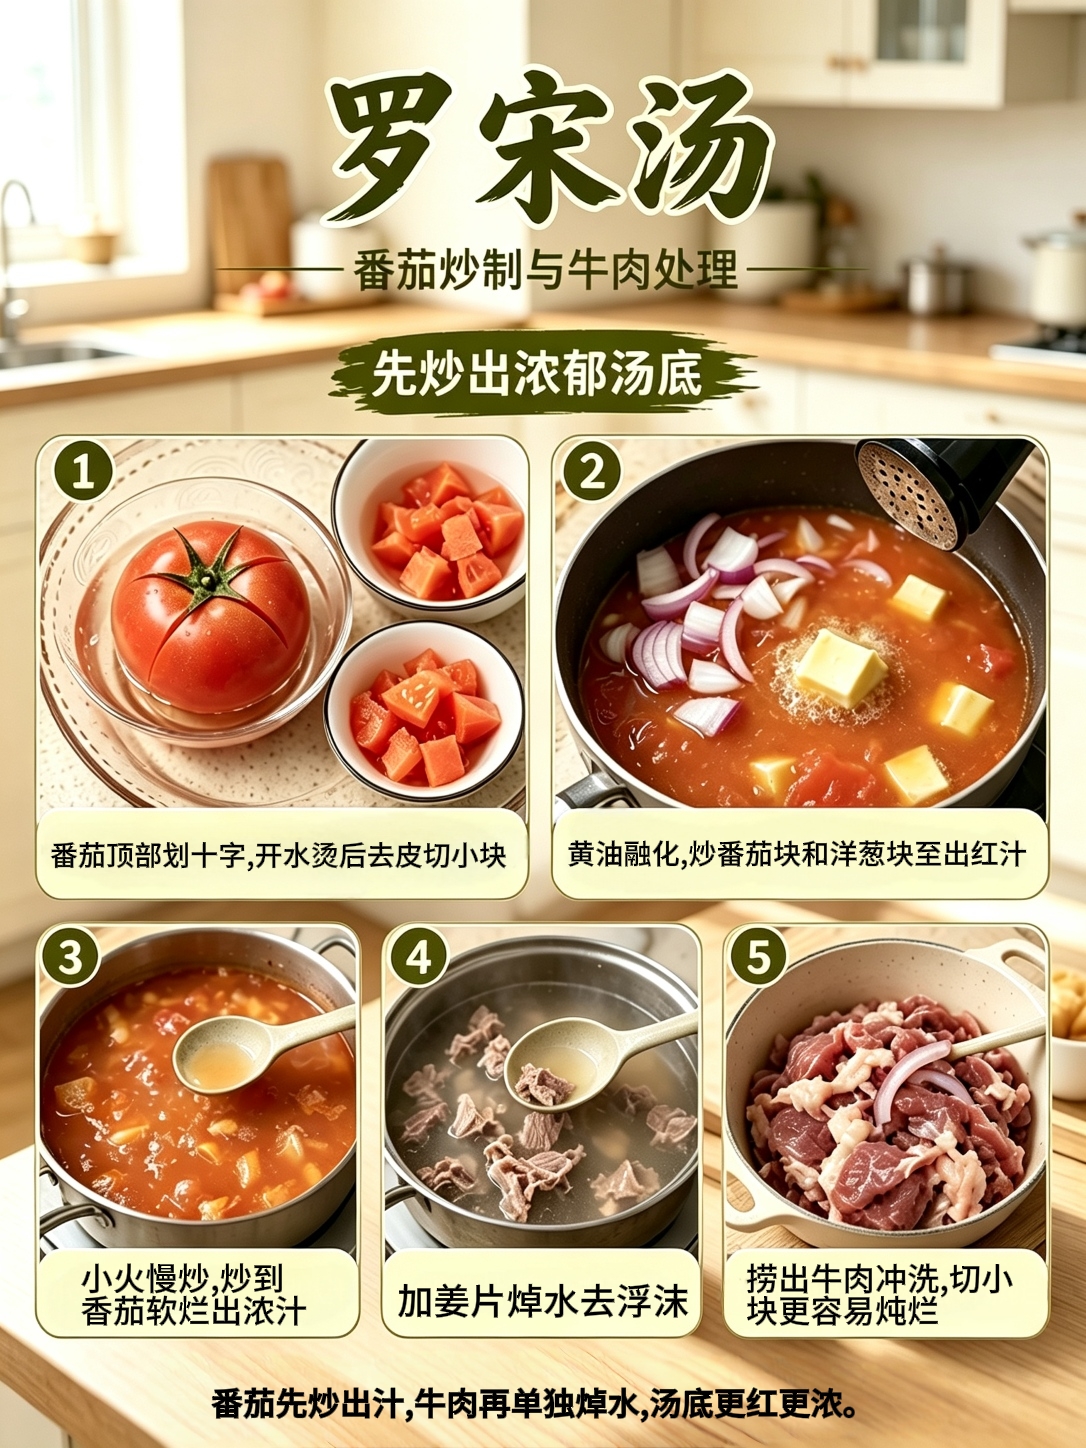 罗宋汤
番茄炒制与牛肉处理
先炒出浓郁汤底
1
2
番茄顶部划十字,开水烫后去皮切小块
黄油融化,炒番茄块和洋葱块至出红汁
3
4
5
小火慢炒,炒到
番茄软烂出浓汁
加姜片焯水去浮沫
捞出牛肉冲洗,切小
块更容易炖烂
番茄先炒出汁,牛肉再单独焯水,汤底更红更浓。